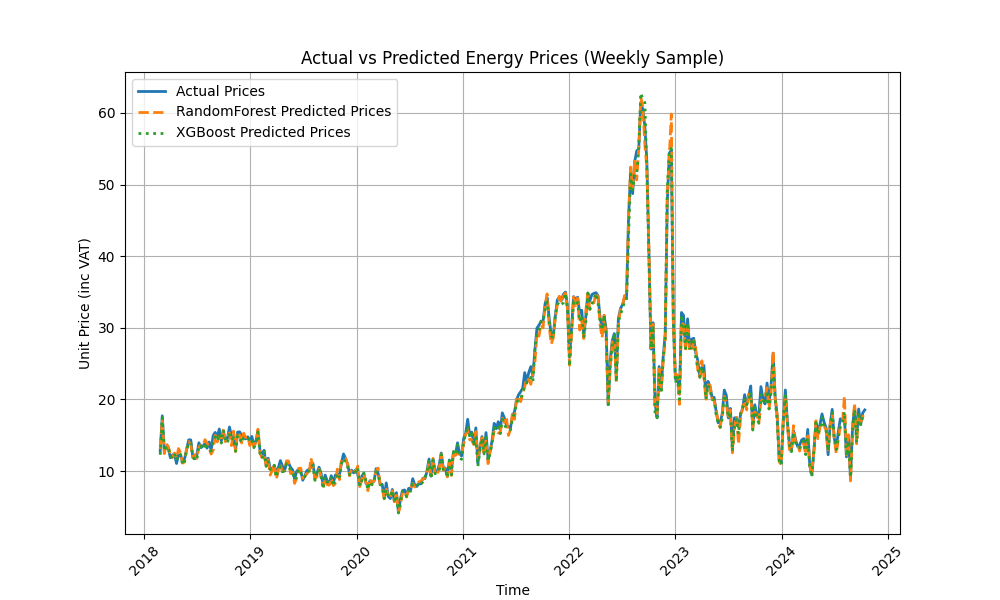 Actual vs Predicted Energy Prices (Weekly Sample)
Actual Prices
RandomForest Predicted Prices
XGBoost Predicted Prices
Unit Price (inc VAT)
60
50
40
30
20
10
2018
2019
2020
2021
2022
2023
2024
2025
Time